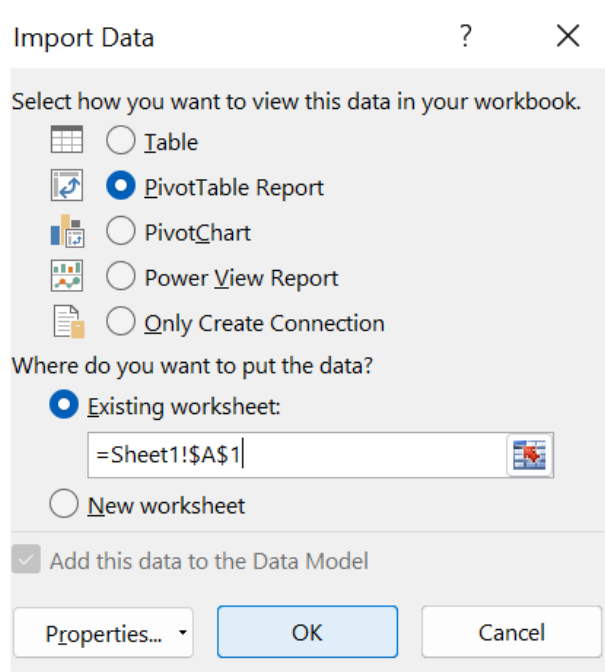 Import Data
?
Select how you want to view this data in your workbook.
Table
PivotTable Report
PivotChart
Power View Report
Only Create Connection
Where do you want to put the data?
Existing worksheet:
=Sheet1!$A$1
New worksheet
Add this data to the Data Model
Properties...
OK
Cancel